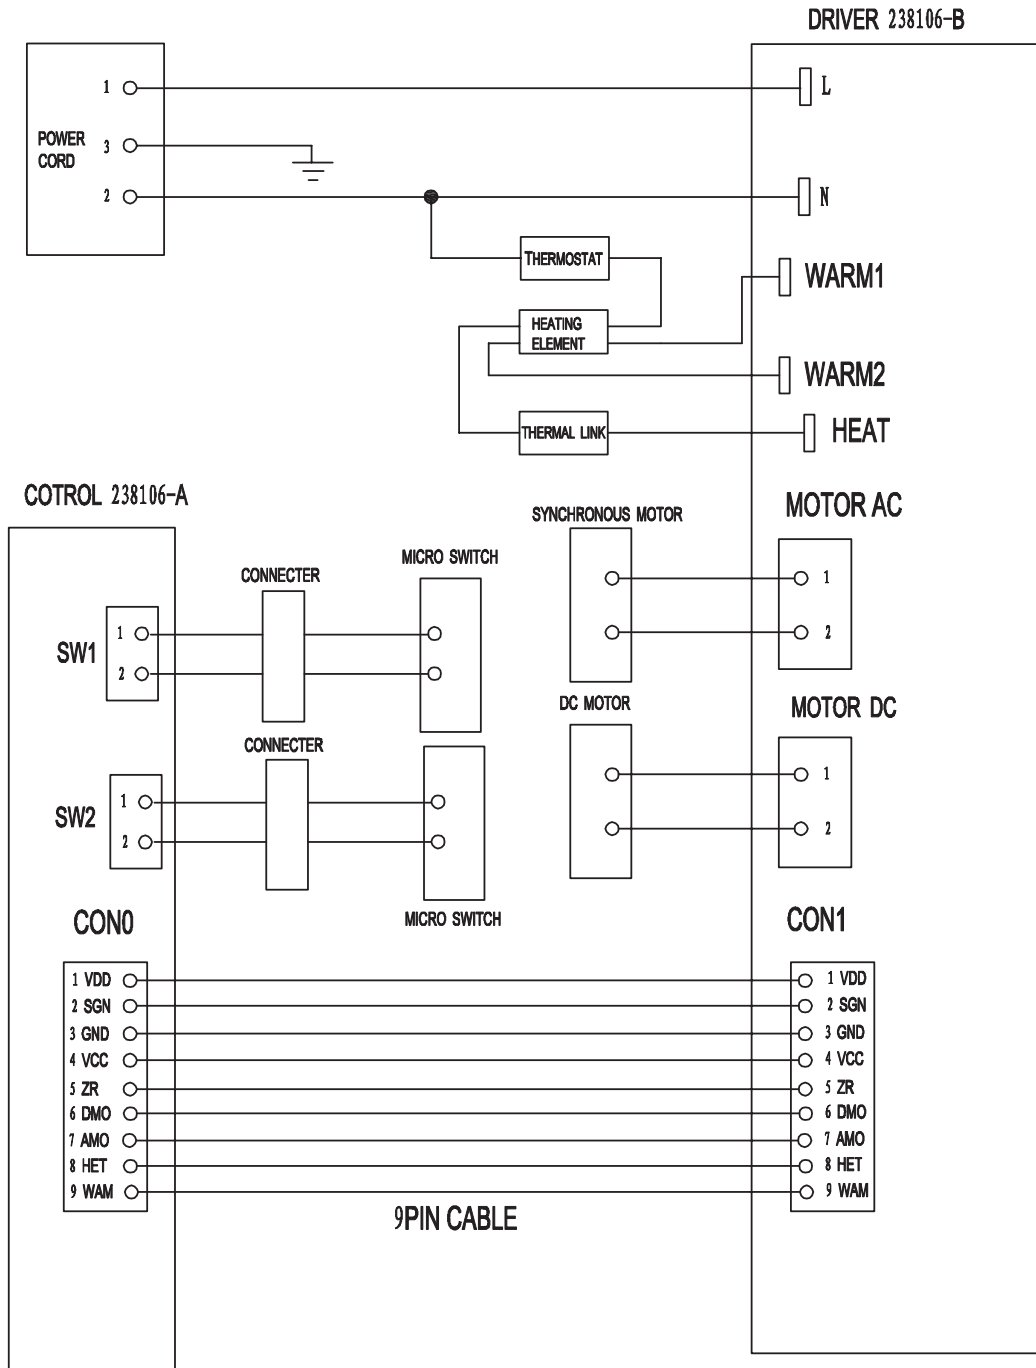 DRIVER 238106-B
1
L
POWER
CORD
3
2
N
THERMOSTAT
WARM1
HEATING
ELEMENT
WARM2
THERMAL LINK
HEAT
COTROL 238106-A
SYNCHRONOUS MOTOR
MOTOR AC
CONNECTER
MICRO SWITCH
SW1
1
2
1
2
DC MOTOR
MOTOR DC
CONNECTER
SW2
1
2
1
2
MICRO SWITCH
CON0
CON1
1 VDD
2 SGN
3 GND
4 VCC
5 ZR
6 DMO
7 AMO
8 HET
9 WAM
1 VDD
2 SGN
3 GND
4 VCC
5 ZR
6 DMO
7 AMO
8 HET
9 WAM
9PIN CABLE